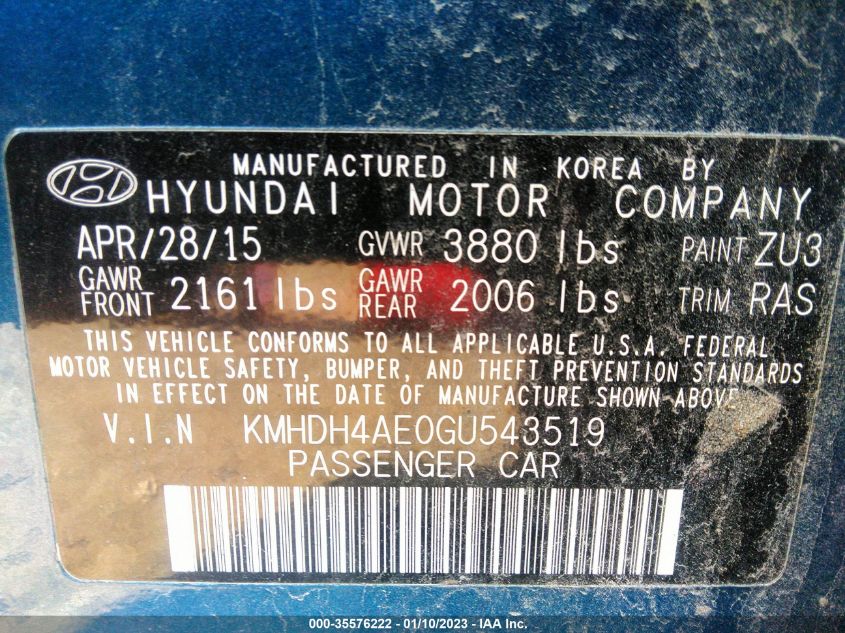 MANUFACTURED IN KOREA BY
HYUNDAI MOTOR COMPANY
APR/28/15 GVWR 3880 lbs PAINT ZU3
GAWR FRONT 2161 lbs GAWR REAR 2006 lbs TRIM RAS
THIS VEHICLE CONFORMS TO ALL APPLICABLE U.S.A. FEDERAL
MOTOR VEHICLE SAFETY, BUMPER, AND THEFT PREVENTION STANDARDS
IN EFFECT ON THE DATE OF MANUFACTURE SHOWN ABOVE
V.I.N KMHDH4AE0GU543519
PASSENGER CAR
000-35576222 - 01/10/2023 - IAA Inc.